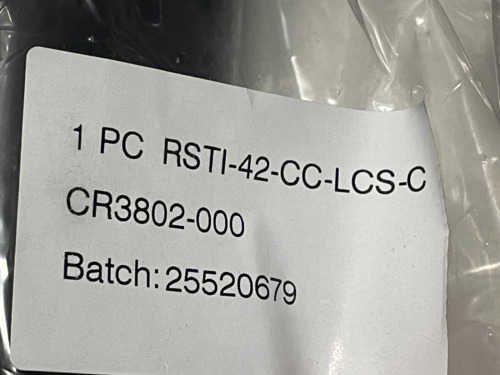 1 PC RSTI-42-CC-LCS-C
CR3802-000
Batch: 25520679